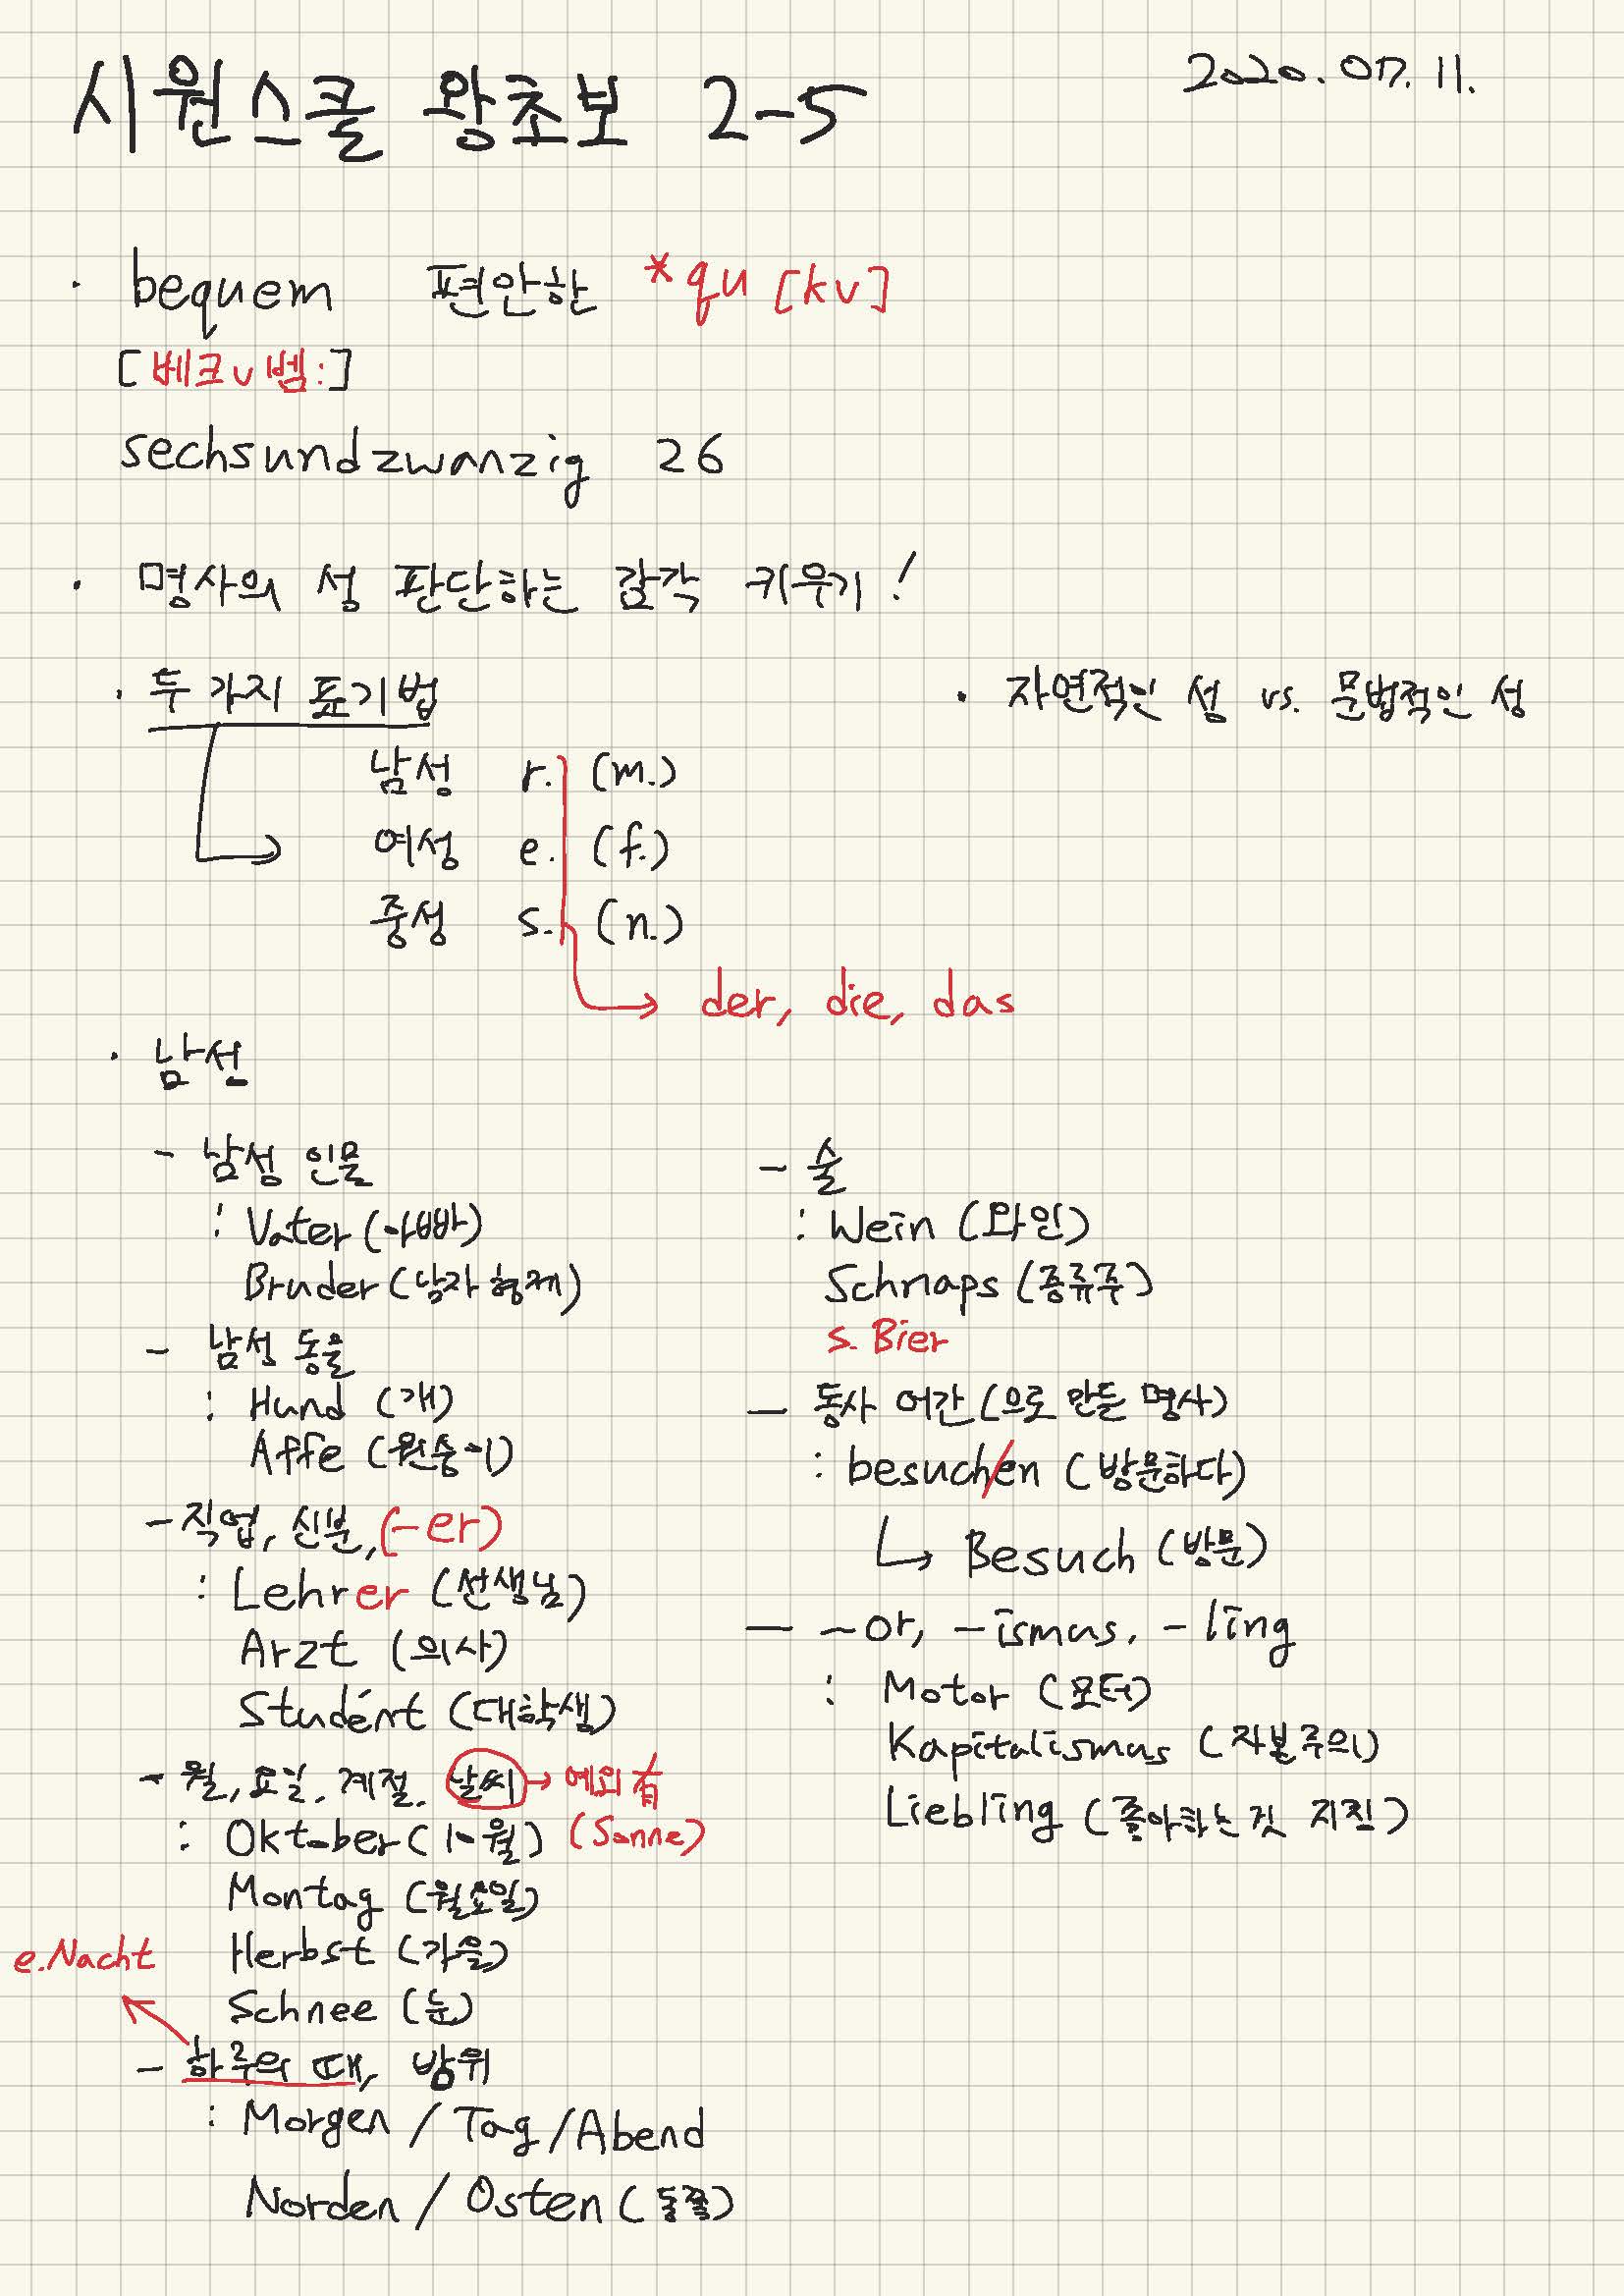 시원스쿨 왕초보 2-5
2020.07.11.
· bequem 편안한 *qu [kv]
[베크v벰:]
sechsundzwanzig 26
· 명사의 성 판단하는 감각 키우기!
· 두 가지 표기법
남성 r. (m.)
여성 e. (f.)
중성 s. (n.)
→ der, die, das
· 자연적인 성 vs. 문법적인 성
· 남선
- 남성 인물
: Vater (아빠)
Bruder (남자 형제)
- 남성 동물
: Hund (개)
Affe (원숭이)
- 직업, 신분, (-er)
: Lehrer (선생님)
Arzt (의사)
Studént (대학생)
- 월, 요일, 계절, 날씨 → 예외 有
: Oktober (10월) (Sonne)
Montag (월요일)
Herbst (가을)
Schnee (눈)
e. Nacht
- 하루의 때, 방위
: Morgen / Tag / Abend
Norden / Osten (동쪽)
- 술
: Wein (와인)
Schnaps (증류주)
s. Bier
- 동사 어간 (으로 만든 명사)
: besuchen (방문하다)
→ Besuch (방문)
- -or, -ismus, -ling
: Motor (모터)
Kapitalismus (자본주의)
Liebling (좋아하는 것 지칭)